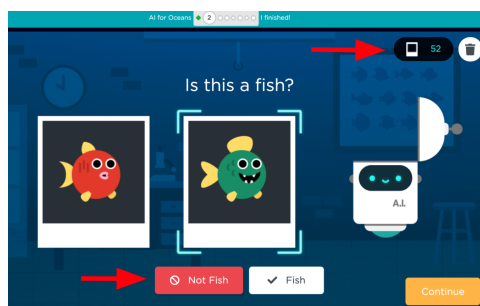 AI for Oceans 2 I finished!
52
Is this a fish?
A.I.
Not Fish
Fish
Continue